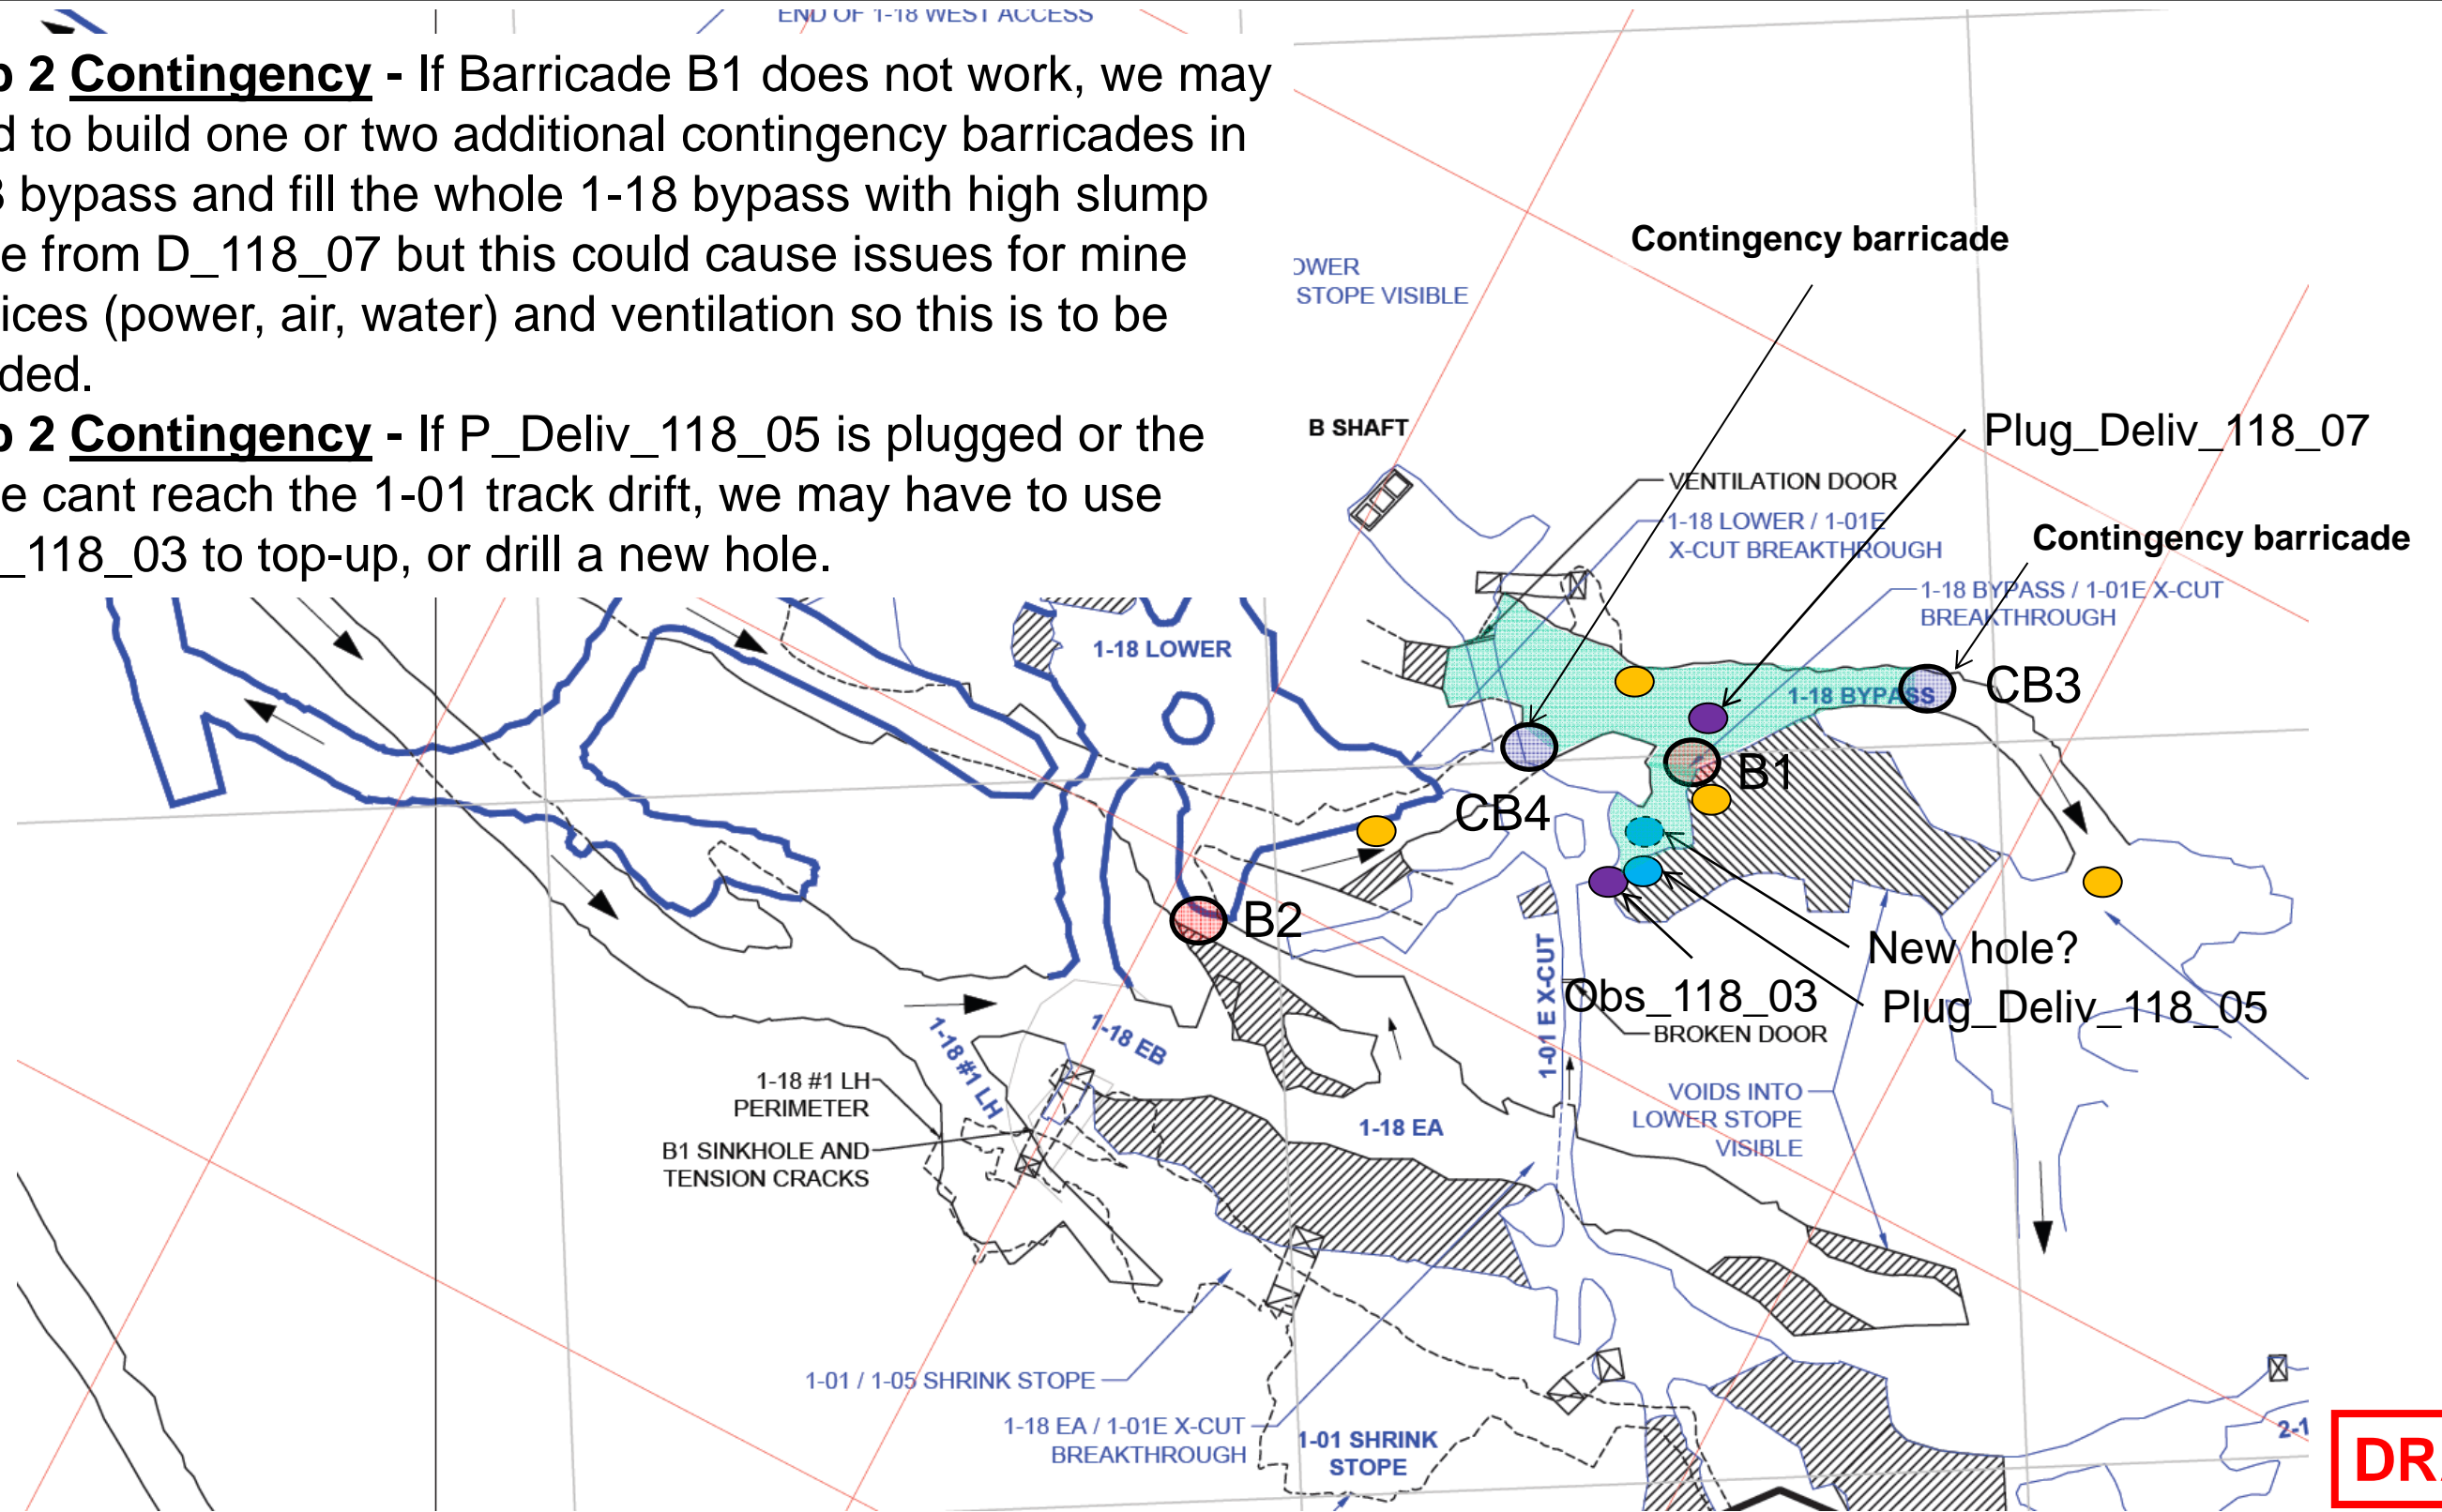 END OF 1-18 WEST ACCESS
2 Contingency - If Barricade B1 does not work, we may
to build one or two additional contingency barricades in
bypass and fill the whole 1-18 bypass with high slump
from D_118_07 but this could cause issues for mine
(power, air, water) and ventilation so this is to be
2 Contingency - If P_Deliv_118_05 is plugged or the
cant reach the 1-01 track drift, we may have to use
_118_03 to top-up, or drill a new hole.
Contingency barricade
STOPE VISIBLE
B SHAFT
Plug_Deliv_118_07
VENTILATION DOOR
1-18 LOWER / 1-01E
X-CUT BREAKTHROUGH
Contingency barricade
1-18 BYPASS / 1-01E X-CUT
BREAKTHROUGH
1-18 LOWER
1-18 BYPASS
CB3
B1
CB4
B2
New hole?
Obs_118_03
Plug_Deliv_118_05
1-01 E X-CUT
BROKEN DOOR
1-18 EB
1-18 #1 LH
1-18 #1 LH
PERIMETER
B1 SINKHOLE AND
TENSION CRACKS
1-18 EA
VOIDS INTO
LOWER STOPE
VISIBLE
1-01 / 1-05 SHRINK STOPE
1-18 EA / 1-01E X-CUT
BREAKTHROUGH
1-01 SHRINK
STOPE